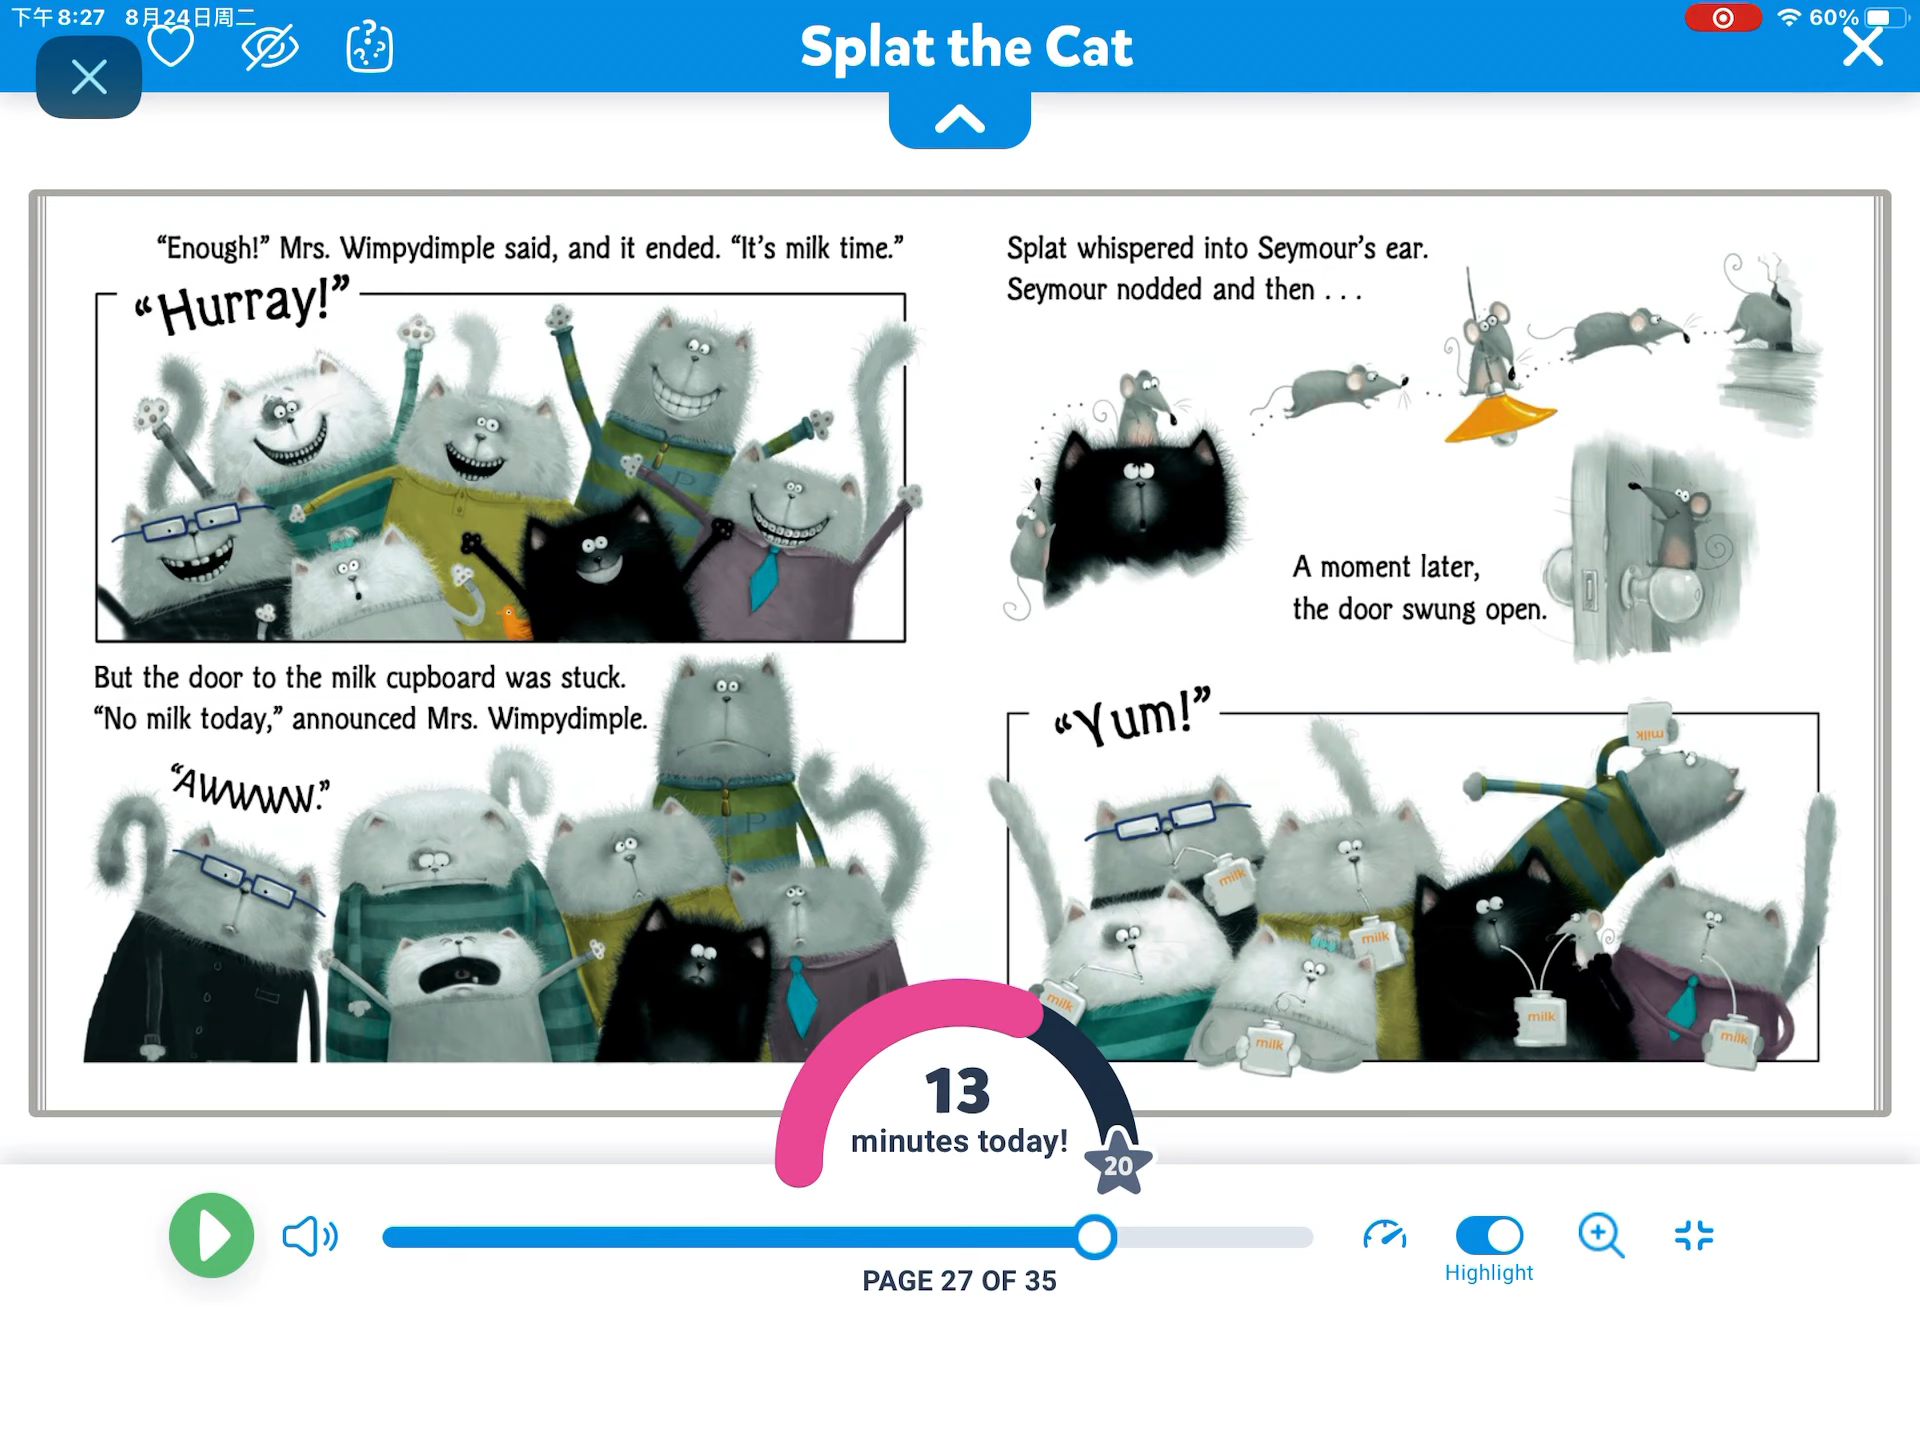 下午8:27 8月24日周二
60%
Splat the Cat
“Enough!” Mrs. Wimpydimple said, and it ended. “It’s milk time.”
“Hurray!”
P
But the door to the milk cupboard was stuck.
“No milk today,” announced Mrs. Wimpydimple.
“AWWWW.”
P
Splat whispered into Seymour’s ear.
Seymour nodded and then . . .
A moment later,
the door swung open.
“Yum!”
milk
milk
milk
milk
milk
milk
milk
13
minutes today!
20
PAGE 27 OF 35
Highlight